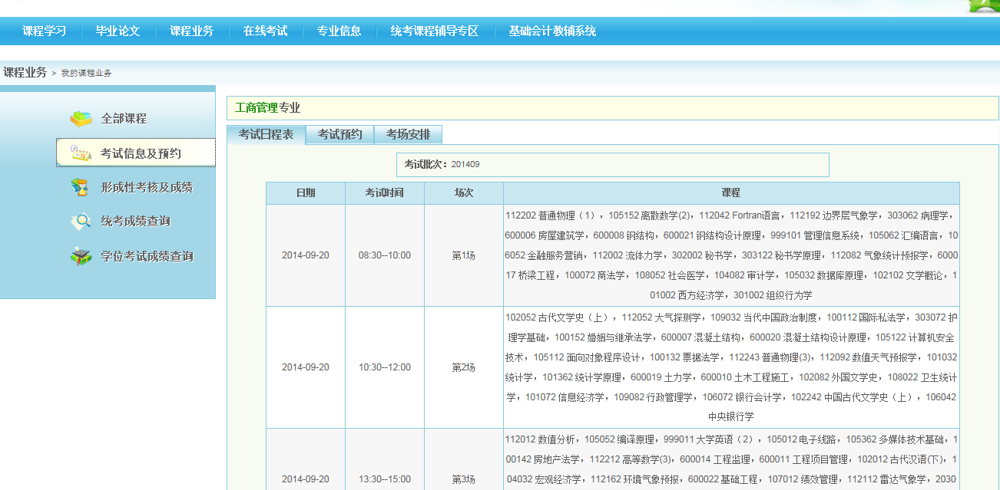 课程学习 毕业论文 课程业务 在线考试 专业信息 统考课程辅导专区 基础会计教辅系统
课程业务 > 我的课程业务
全部课程
考试信息及预约
形成性考核及成绩
统考成绩查询
学位考试成绩查询
工商管理专业
考试日程表 考试预约 考场安排
考试批次：201409
日期 考试时间 场次 课程
2014-09-20 08:30--10:00 第1场
112202 普通物理（1），105152 离散数学(2)，112042 Fortran语言，112192 边界层气象学，303062 病理学，
600006 房屋建筑学，600008 钢结构，600021 钢结构设计原理，999101 管理信息系统，105062 汇编语言，10
6052 金融服务营销，112002 流体力学，302002 秘书学，303122 秘书学原理，112082 气象统计预报学，6000
17 桥梁工程，100072 商法学，108052 社会医学，104082 审计学，105032 数据库原理，102102 文学概论，1
01002 西方经济学，301002 组织行为学
2014-09-20 10:30--12:00 第2场
102052 古代文学史（上），112052 大气探测学，109032 当代中国政治制度，100112 国际私法学，303072 护
理学基础，100152 婚姻与继承法学，600007 混凝土结构，600020 混凝土结构设计原理，105122 计算机安全
技术，105112 面向对象程序设计，100132 票据法学，112243 普通物理(3)，112092 数值天气预报学，101032
统计学，101362 统计学原理，600019 土力学，600010 土木工程施工，102082 外国文学史，108022 卫生统计
学，101072 信息经济学，109082 行政管理学，106072 银行会计学，102242 中国古代文学史（上），106042
中央银行学
2014-09-20 13:30--15:00 第3场
112012 数值分析，105052 编译原理，999011 大学英语（2），105012 电子线路，105362 多媒体技术基础，1
00142 房地产法学，112212 高等数学(3)，600014 工程监理，600011 工程项目管理，102012 古代汉语(下)，1
04032 宏观经济学，112162 环境气象预报，600022 基础工程，107012 绩效管理，112112 雷达气象学，2030